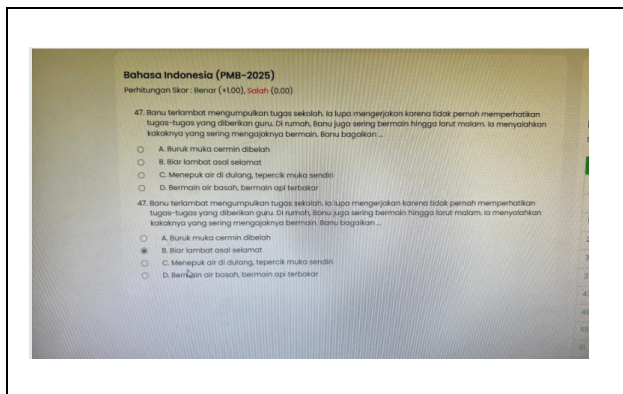 Bahasa Indonesia (PMB-2025)
Perhitungan Skor : Benar (+1.00), Salah (0.00)
47. Banu terlambat mengumpulkan tugas sekolah. Ia lupa mengerjakan karena tidak pernah memperhatikan
tugas-tugas yang diberikan guru. Di rumah, Banu juga sering bermain hingga larut malam. Ia menyalahkan
kakaknya yang sering mengajaknya bermain. Banu bagaikan ...
A. Buruk muka cermin dibelah
B. Biar lambat asal selamat
C. Menepuk air di dulang, tepercik muka sendiri
D. Bermain air basah, bermain api terbakar
47. Banu terlambat mengumpulkan tugas sekolah. Ia lupa mengerjakan karena tidak pernah memperhatikan
tugas-tugas yang diberikan guru. Di rumah, Banu juga sering bermain hingga larut malam. Ia menyalahkan
kakaknya yang sering mengajaknya bermain. Banu bagaikan ...
A. Buruk muka cermin dibelah
B. Biar lambat asal selamat
C. Menepuk air di dulang, tepercik muka sendiri
D. Bermain air basah, bermain api terbakar